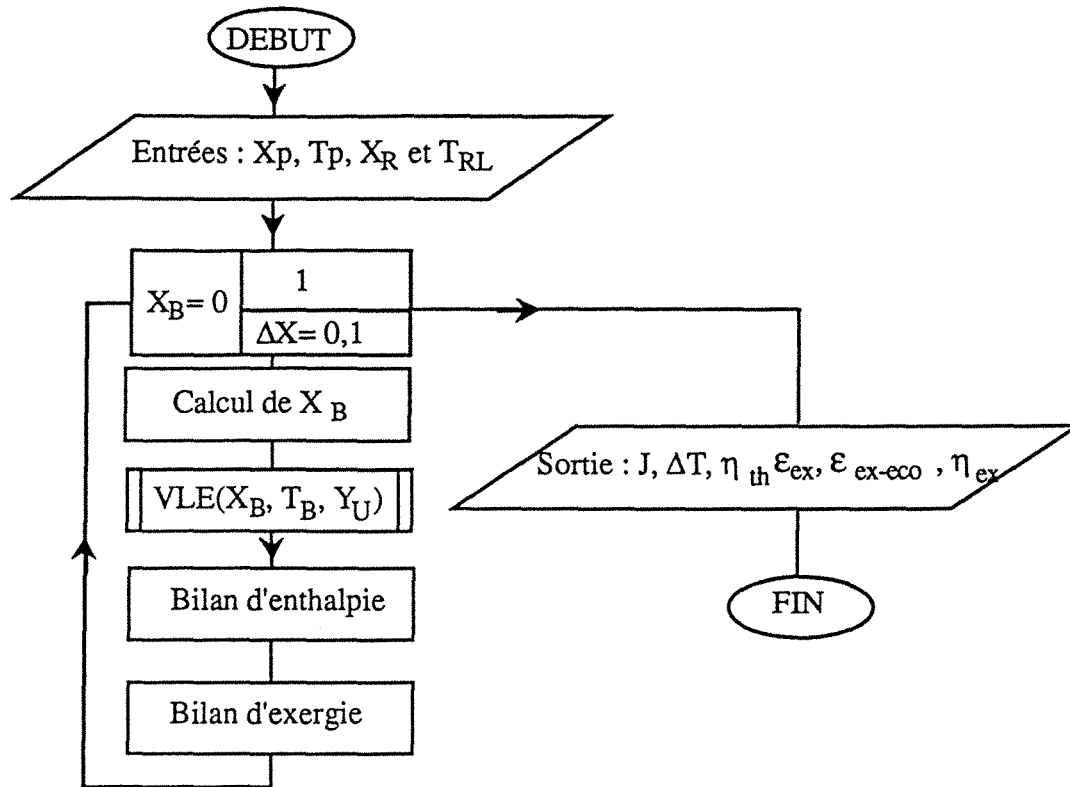 DEBUT
Entrées : Xp, Tp, X_R et T_RL
X_B= 0
1
ΔX= 0,1
Calcul de X_B
VLE(X_B, T_B, Y_U)
Bilan d'enthalpie
Bilan d'exergie
Sortie : J, ΔT, η_th ε_ex, ε_ex-eco , η_ex
FIN